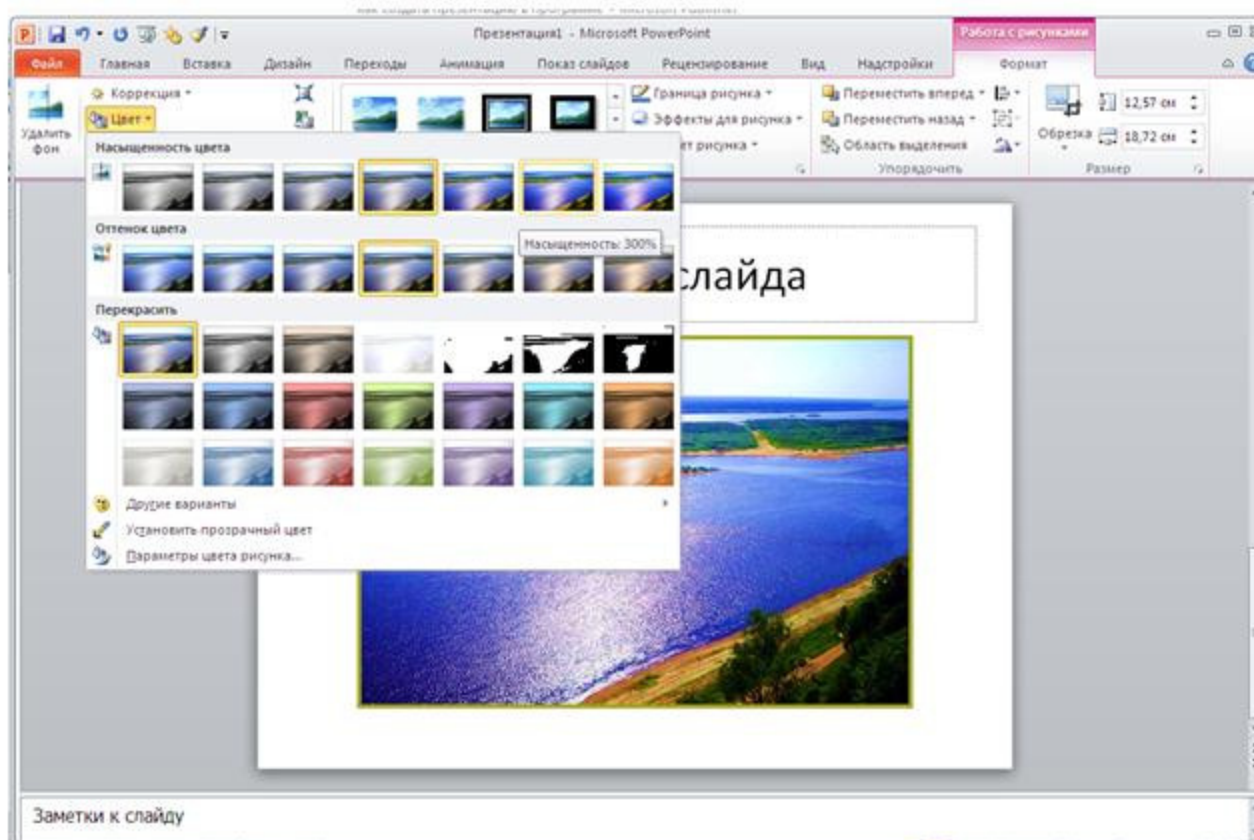 Презентация1 - Microsoft PowerPoint
Работа с рисунками
Файл Главная Вставка Дизайн Переходы Анимация Показ слайдов Рецензирование Вид Надстройки Формат
Удалить фон
Коррекция
Цвет
Граница рисунка
Эффекты для рисунка
рисунка
Переместить вперед
Переместить назад
Область выделения
Упорядочить
Обрезка
12,57 см
18,72 см
Размер
Насыщенность цвета
Оттенок цвета
Насыщенность: 300%
Перекрасить
Другие варианты
Установить прозрачный цвет
Параметры цвета рисунка...
слайда
Заметки к слайду